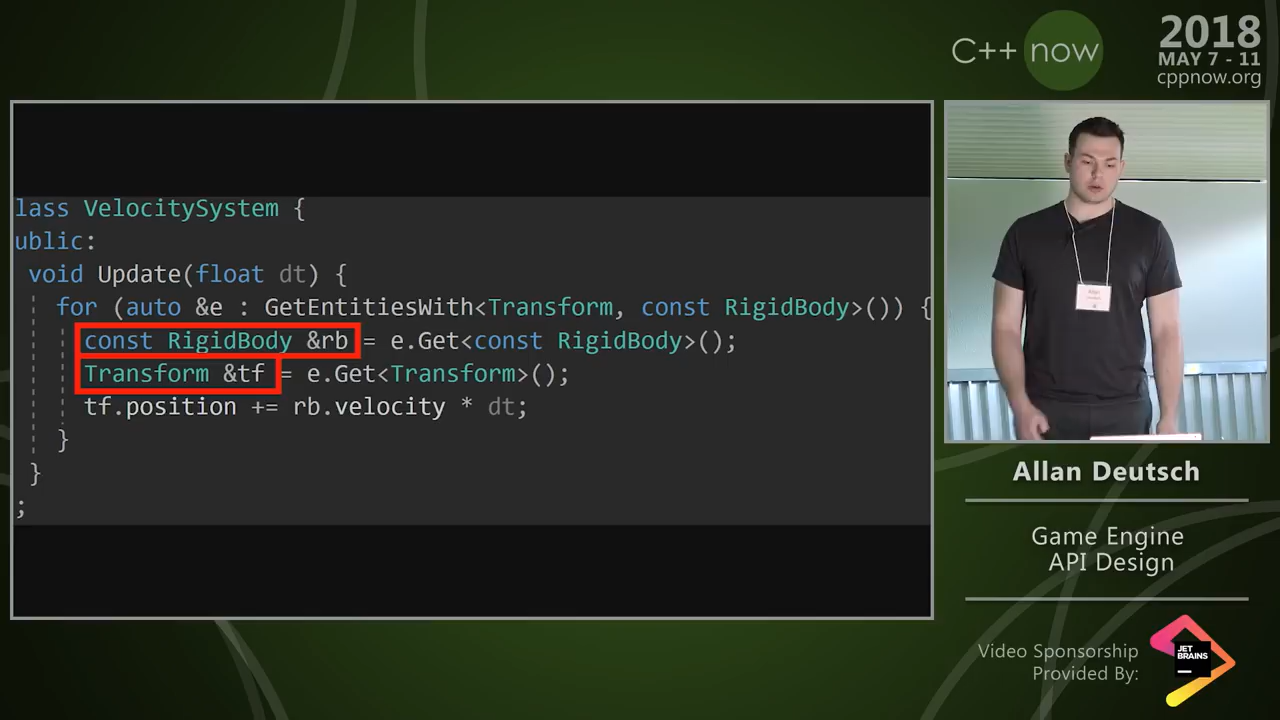 C++ now
2018
MAY 7 - 11
cppnow.org
lass VelocitySystem {
ublic:
void Update(float dt) {
for (auto &e : GetEntitiesWith<Transform, const RigidBody>()) {
const RigidBody &rb = e.Get<const RigidBody>();
Transform &tf = e.Get<Transform>();
tf.position += rb.velocity * dt;
}
}
;
Allan Deutsch
Game Engine
API Design
Video Sponsorship
Provided By:
JET
BRAINS